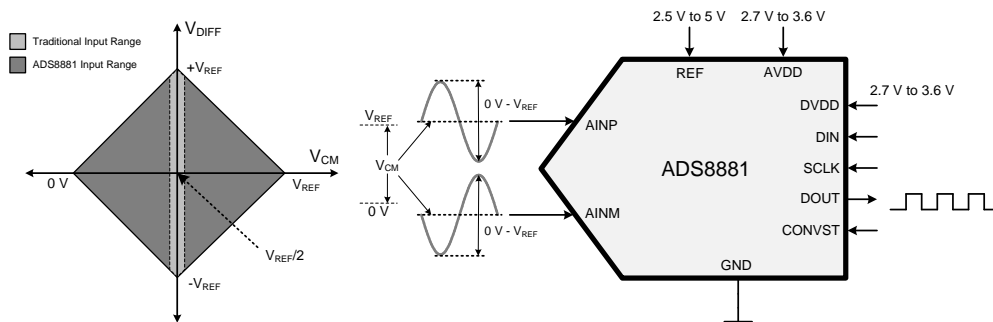 Traditional Input Range
ADS8881 Input Range
VDIFF
+VREF
VCM
0 V
VREF
VREF/2
-VREF
VREF
VCM
0 V
0 V - VREF
0 V - VREF
2.5 V to 5 V
2.7 V to 3.6 V
REF
AVDD
2.7 V to 3.6 V
AINP
AINM
ADS8881
DVDD
DIN
SCLK
DOUT
CONVST
GND